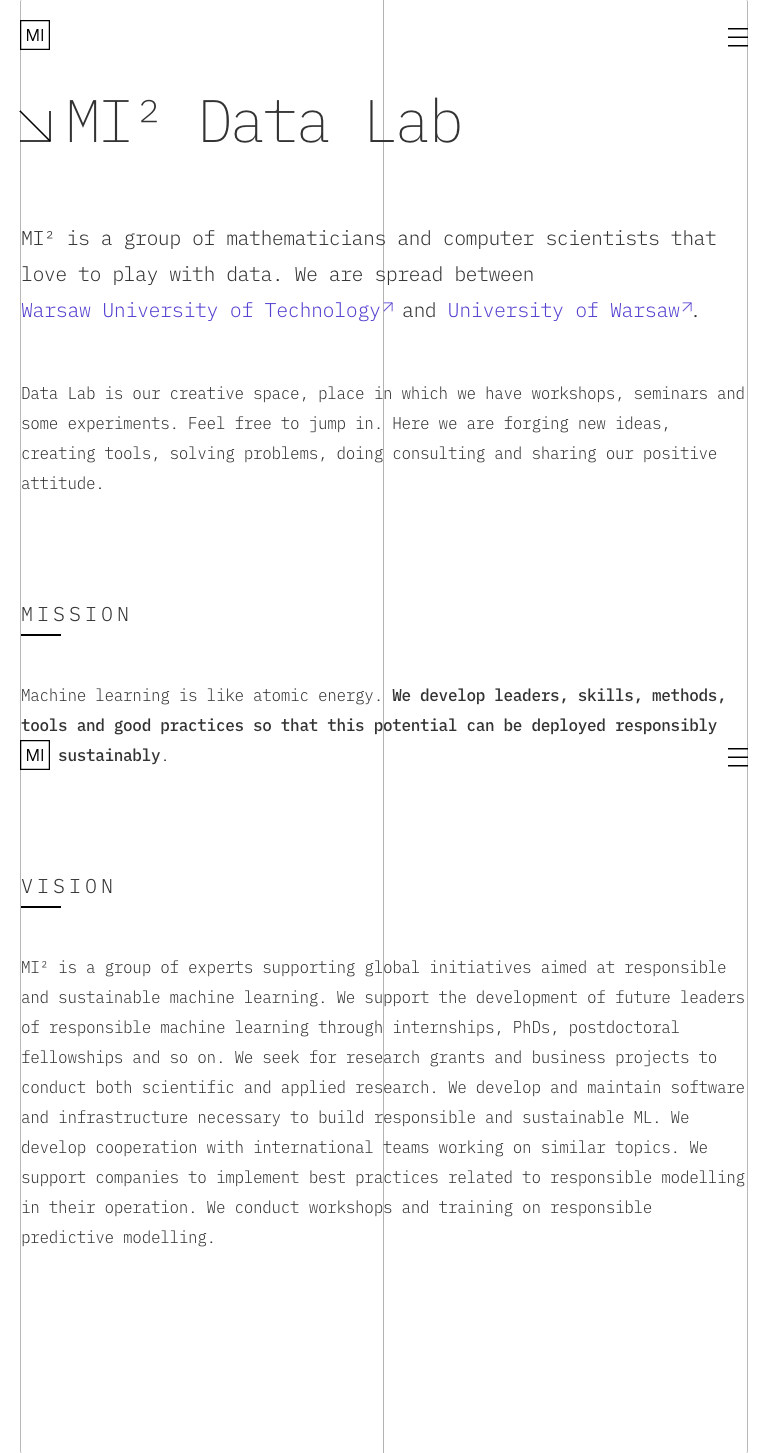 MI
MI² Data Lab
MI² is a group of mathematicians and computer scientists that
love to play with data. We are spread between
Warsaw University of Technology and University of Warsaw.
Data Lab is our creative space, place in which we have workshops, seminars and
some experiments. Feel free to jump in. Here we are forging new ideas,
creating tools, solving problems, doing consulting and sharing our positive
attitude.
MISSION
Machine learning is like atomic energy. We develop leaders, skills, methods,
tools and good practices so that this potential can be deployed responsibly
MI sustainably.
VISION
MI² is a group of experts supporting global initiatives aimed at responsible
and sustainable machine learning. We support the development of future leaders
of responsible machine learning through internships, PhDs, postdoctoral
fellowships and so on. We seek for research grants and business projects to
conduct both scientific and applied research. We develop and maintain software
and infrastructure necessary to build responsible and sustainable ML. We
develop cooperation with international teams working on similar topics. We
support companies to implement best practices related to responsible modelling
in their operation. We conduct workshops and training on responsible
predictive modelling.